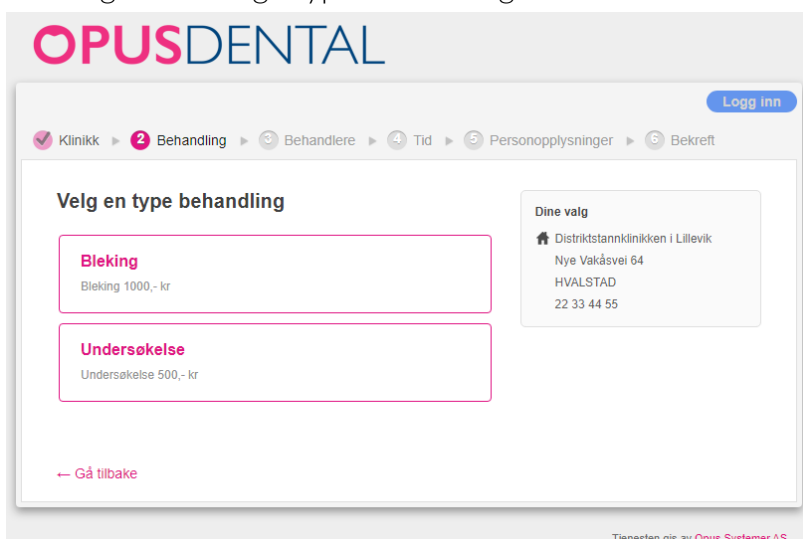 OPUSDENTAL
Logg inn
Klinikk 2 Behandling 3 Behandlere 4 Tid 5 Personopplysninger 6 Bekreft
Velg en type behandling
Bleking
Bleking 1000,- kr
Undersøkelse
Undersøkelse 500,- kr
← Gå tilbake
Dine valg
Distriktstannklinikken i Lillevik
Nye Vakåsvei 64
HVALSTAD
22 33 44 55
Tjenesten gis av Opus Systemer AS